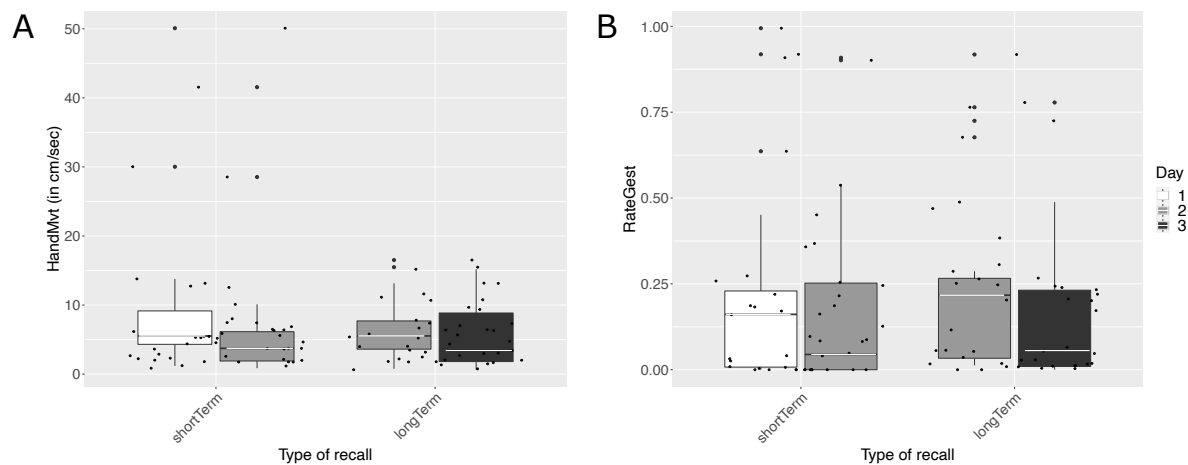 A
HandMvt (in cm/sec)
50
40
30
20
10
0
shortTerm
longTerm
Type of recall
B
RateGest
1.00
0.75
0.50
0.25
0.00
shortTerm
longTerm
Type of recall
Day
1
2
3